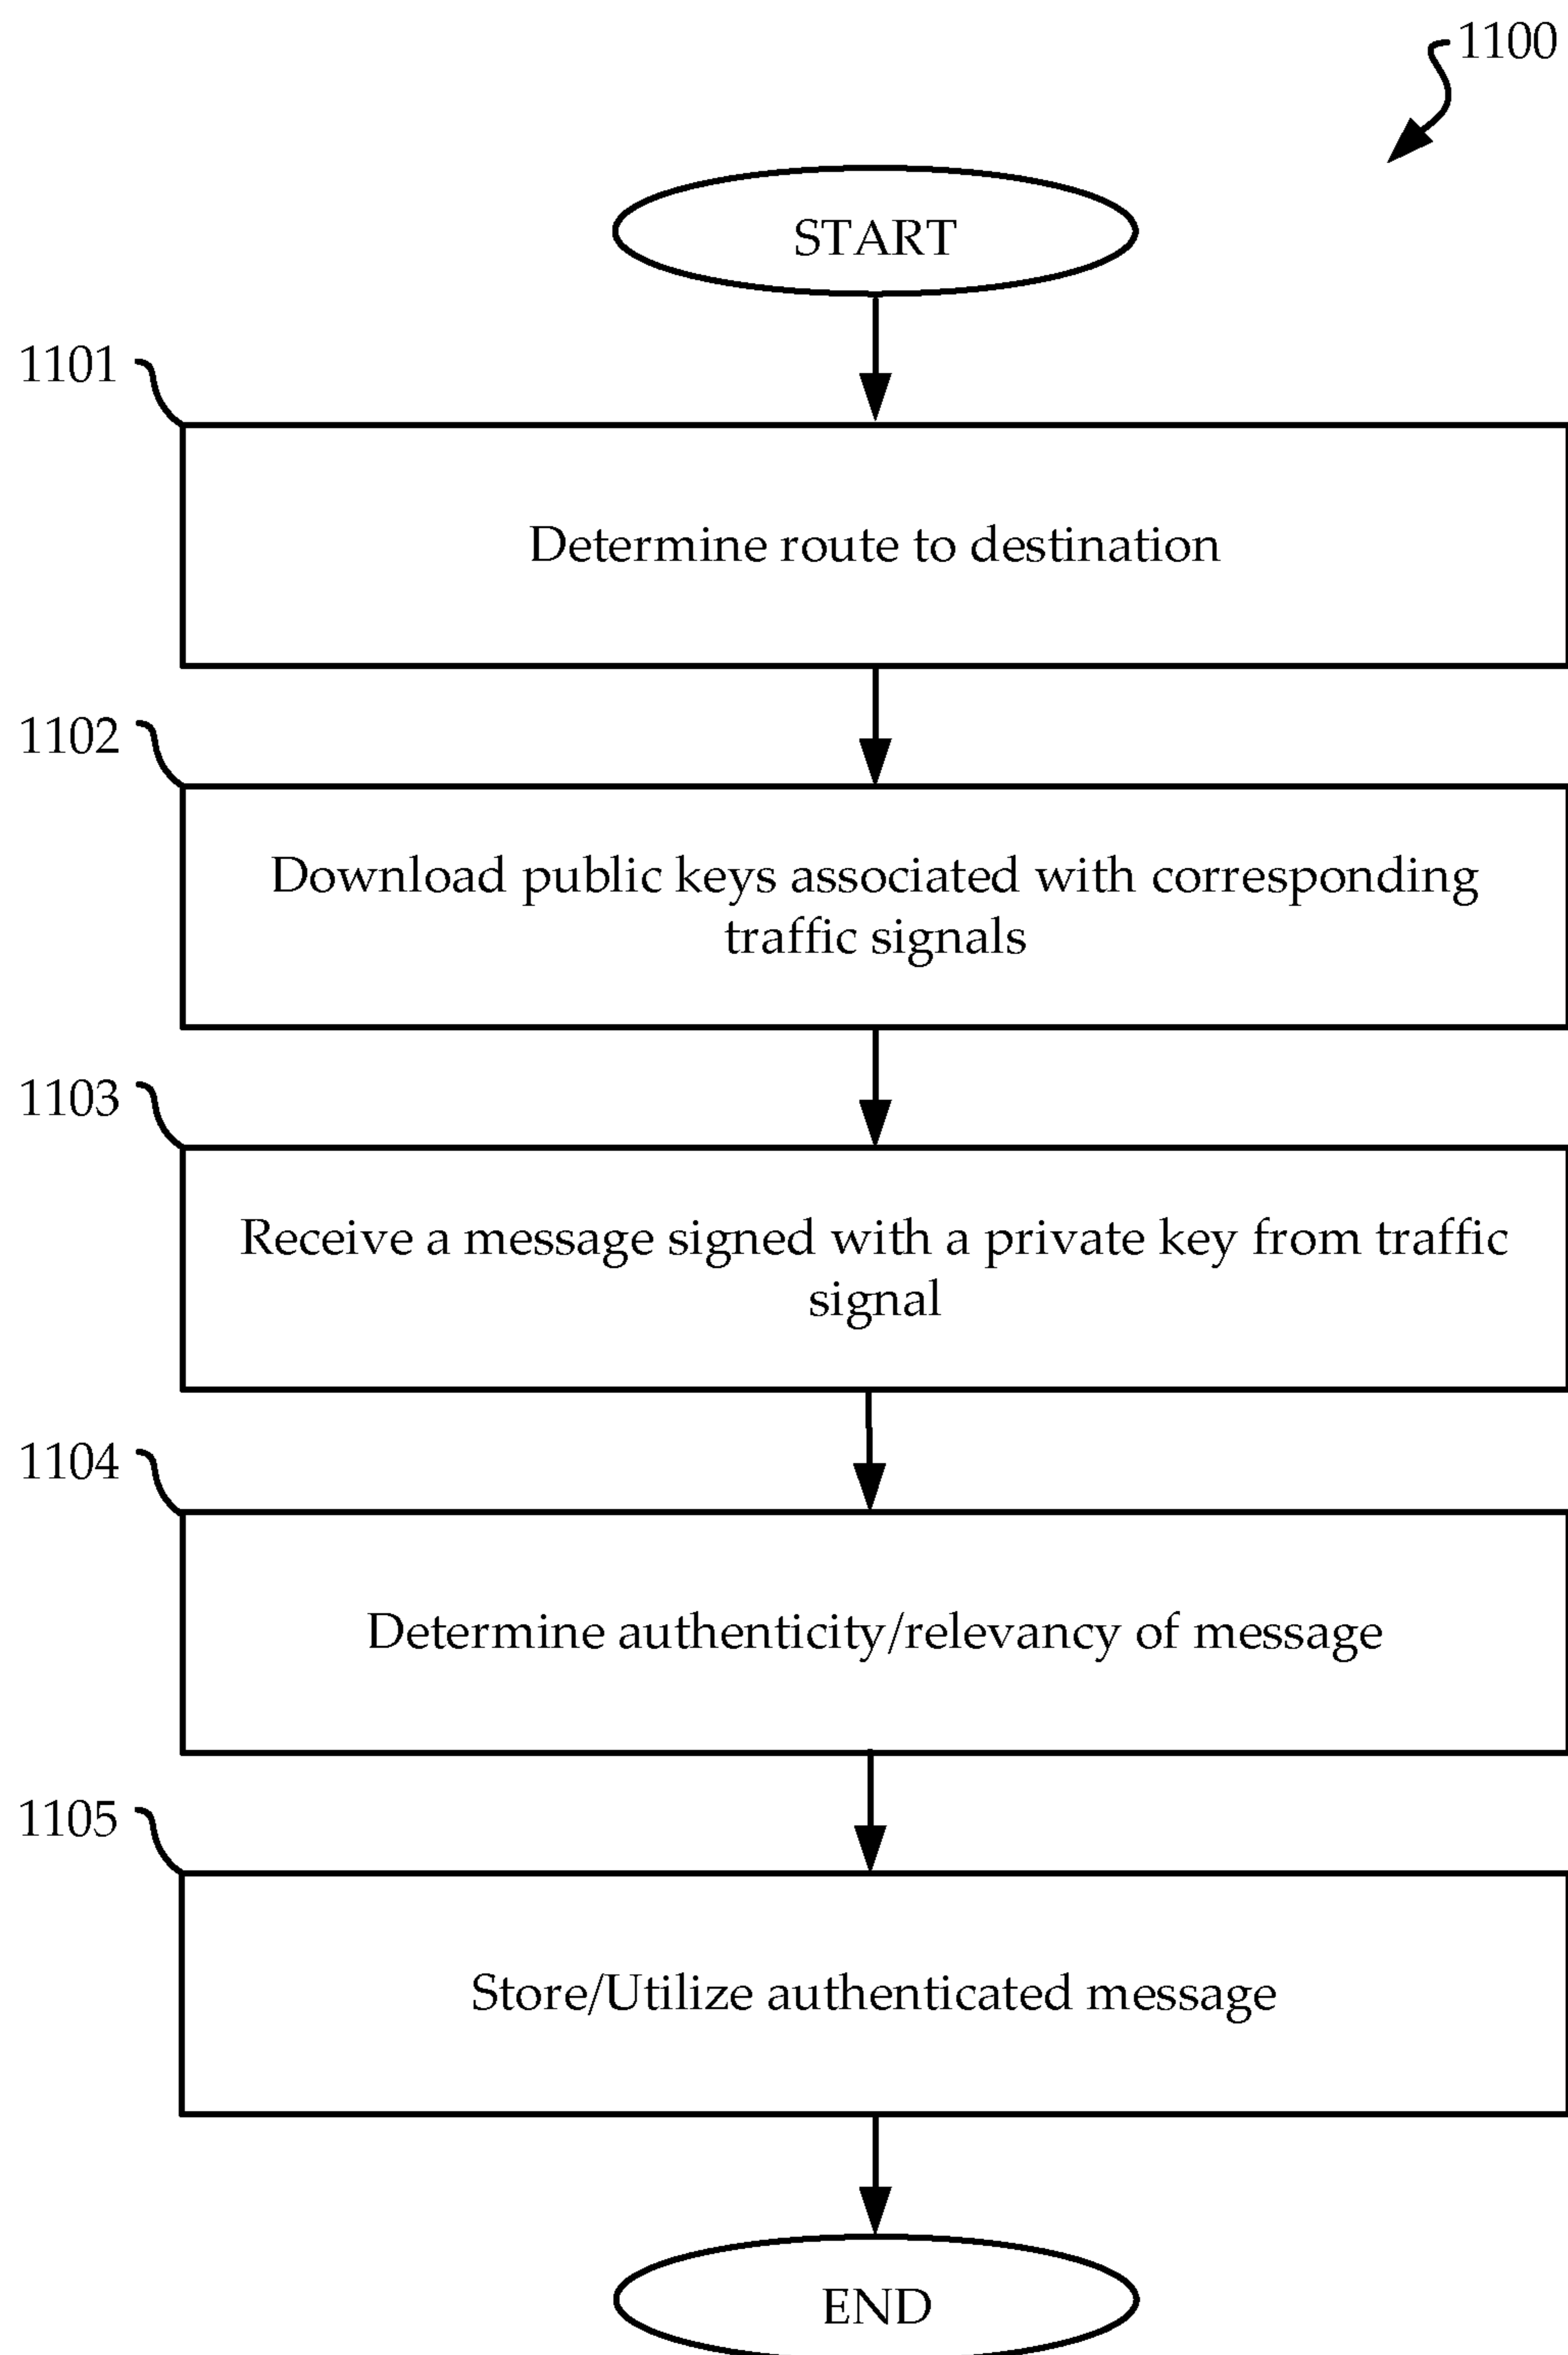 1100
START
1101
Determine route to destination
1102
Download public keys associated with corresponding
traffic signals
1103
Receive a message signed with a private key from traffic
signal
1104
Determine authenticity/relevancy of message
1105
Store/Utilize authenticated message
END